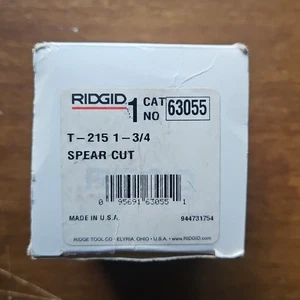 RIDGID 1 CAT NO 63055
T-215 1-3/4
SPEAR CUT
0 95691 63055 1
MADE IN U.S.A. 944731754
RIDGE TOOL CO · ELYRIA, OHIO · U.S.A. · www.RIDGID.com